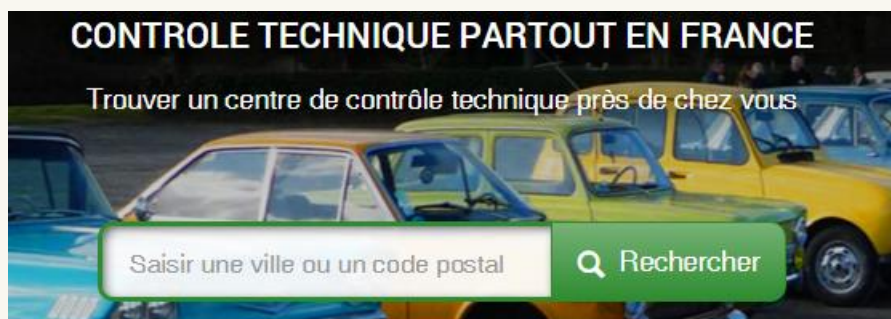 CONTROLE TECHNIQUE PARTOUT EN FRANCE
Trouver un centre de contrôle technique près de chez vous
Saisir une ville ou un code postal
Rechercher